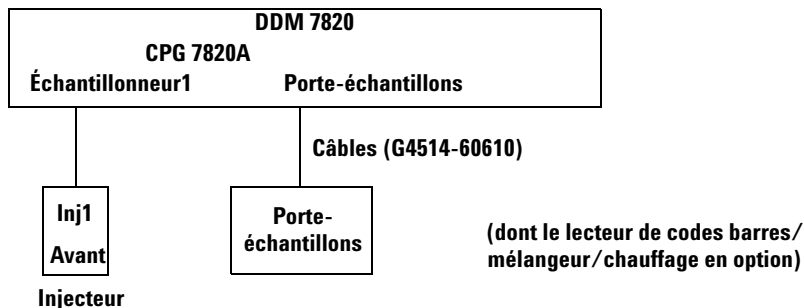 DDM 7820
CPG 7820A
Échantillonneur1 Porte-échantillons
Câbles (G4514-60610)
Inj1
Avant
Porte-
échantillons
(dont le lecteur de codes barres/
mélangeur/chauffage en option)
Injecteur